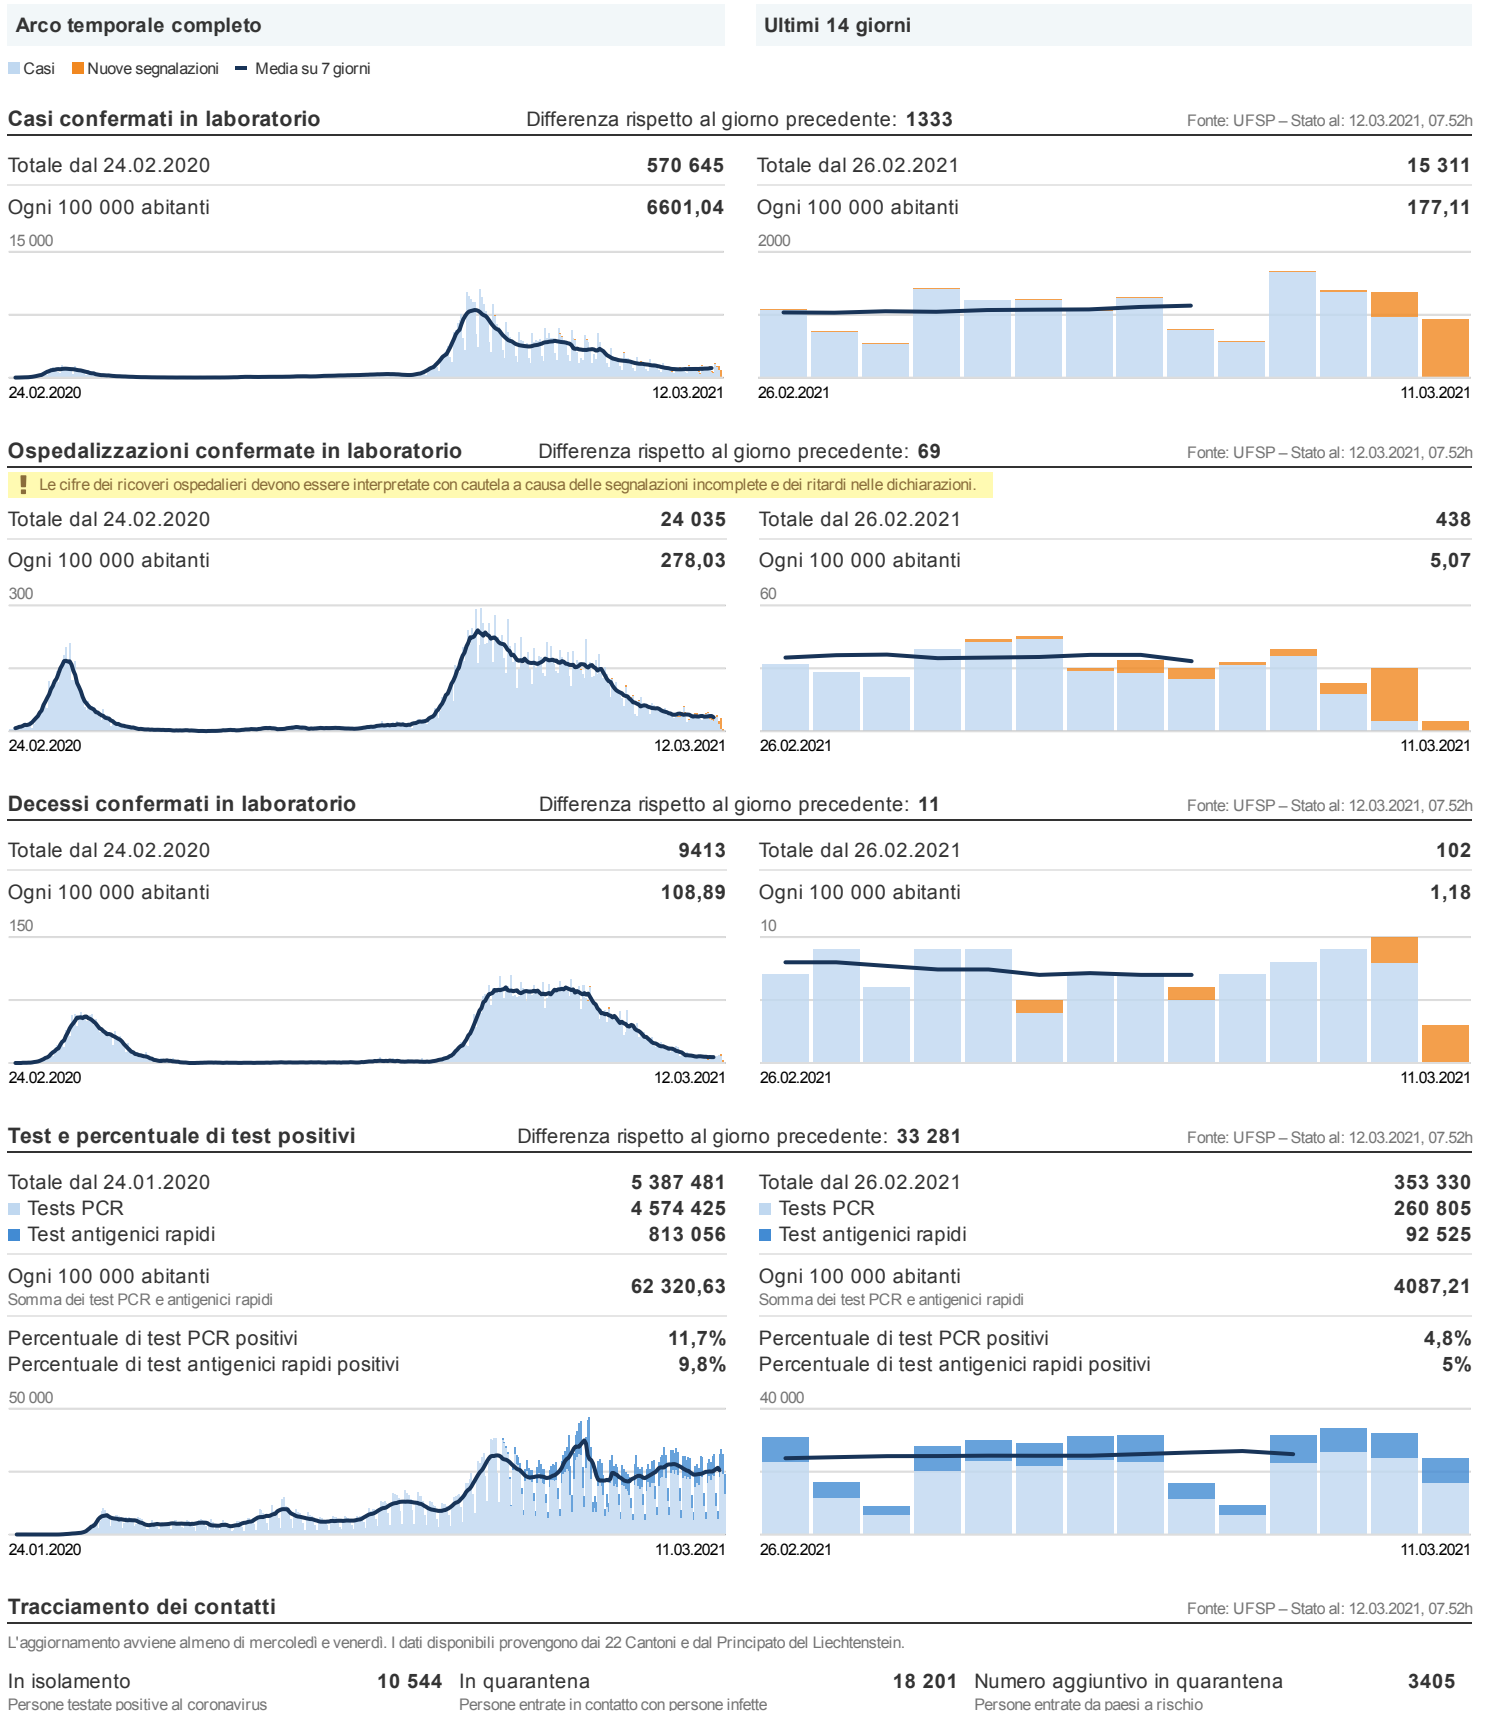 Arco temporale completo
Ultimi 14 giorni
Casi Nuove segnalazioni Media su 7 giorni
Casi confermati in laboratorio Differenza rispetto al giorno precedente: 1333 Fonte: UFSP – Stato al: 12.03.2021, 07.52h
Totale dal 24.02.2020 570 645 Totale dal 26.02.2021 15 311
Ogni 100 000 abitanti 6601,04 Ogni 100 000 abitanti 177,11
15 000 2000
24.02.2020 12.03.2021 26.02.2021 11.03.2021
Ospedalizzazioni confermate in laboratorio Differenza rispetto al giorno precedente: 69 Fonte: UFSP – Stato al: 12.03.2021, 07.52h
! Le cifre dei ricoveri ospedalieri devono essere interpretate con cautela a causa delle segnalazioni incomplete e dei ritardi nelle dichiarazioni.
Totale dal 24.02.2020 24 035 Totale dal 26.02.2021 438
Ogni 100 000 abitanti 278,03 Ogni 100 000 abitanti 5,07
300 60
24.02.2020 12.03.2021 26.02.2021 11.03.2021
Decessi confermati in laboratorio Differenza rispetto al giorno precedente: 11 Fonte: UFSP – Stato al: 12.03.2021, 07.52h
Totale dal 24.02.2020 9413 Totale dal 26.02.2021 102
Ogni 100 000 abitanti 108,89 Ogni 100 000 abitanti 1,18
150 10
24.02.2020 12.03.2021 26.02.2021 11.03.2021
Test e percentuale di test positivi Differenza rispetto al giorno precedente: 33 281 Fonte: UFSP – Stato al: 12.03.2021, 07.52h
Totale dal 24.01.2020 5 387 481 Totale dal 26.02.2021 353 330
Tests PCR 4 574 425 Tests PCR 260 805
Test antigenici rapidi 813 056 Test antigenici rapidi 92 525
Ogni 100 000 abitanti 62 320,63 Ogni 100 000 abitanti 4087,21
Somma dei test PCR e antigenici rapidi Somma dei test PCR e antigenici rapidi
Percentuale di test PCR positivi 11,7% Percentuale di test PCR positivi 4,8%
Percentuale di test antigenici rapidi positivi 9,8% Percentuale di test antigenici rapidi positivi 5%
50 000 40 000
24.01.2020 11.03.2021 26.02.2021 11.03.2021
Tracciamento dei contatti Fonte: UFSP – Stato al: 12.03.2021, 07.52h
L'aggiornamento avviene almeno di mercoledì e venerdì. I dati disponibili provengono dai 22 Cantoni e dal Principato del Liechtenstein.
In isolamento 10 544 In quarantena 18 201 Numero aggiuntivo in quarantena 3405
Persone testate positive al coronavirus Persone entrate in contatto con persone infette Persone entrate da paesi a rischio